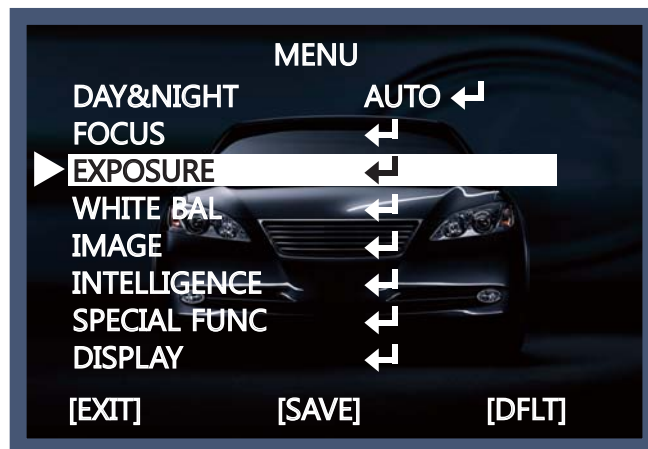 MENU
DAY&NIGHT AUTO ↵
FOCUS ↵
EXPOSURE ↵
WHITE BAL ↵
IMAGE ↵
INTELLIGENCE ↵
SPECIAL FUNC ↵
DISPLAY ↵
[EXIT] [SAVE] [DFLT]